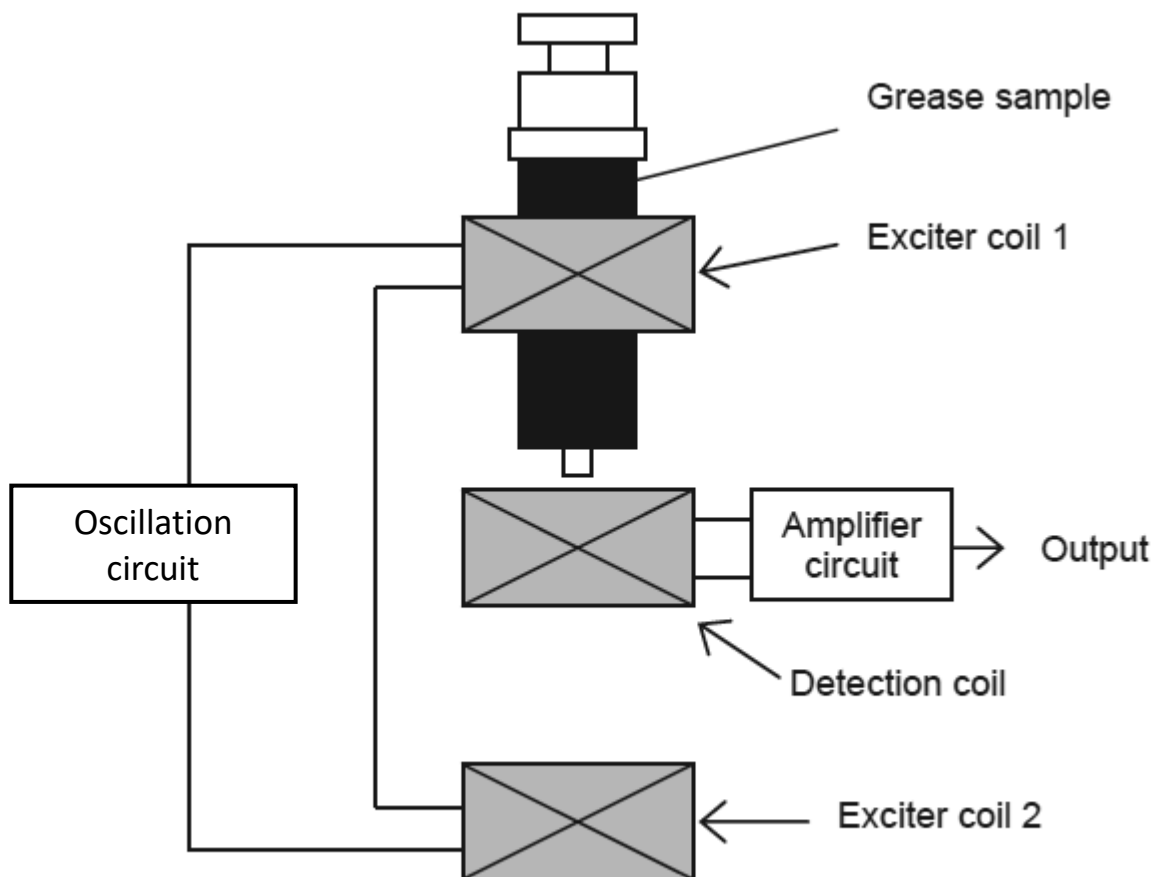 Grease sample
Exciter coil 1
Oscillation
circuit
Amplifier
circuit
Output
Detection coil
Exciter coil 2